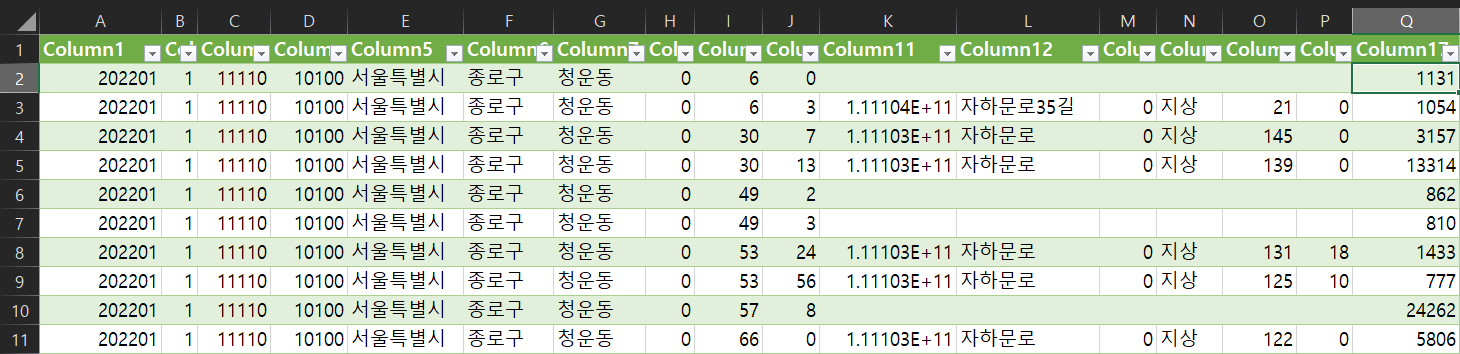 A B C D E F G H I J K L M N O P Q
1 Column1 Col Colum Colum Column5 Column6 Column7 Col Colu Colu Column11 Column12 Colu Colu Colum Colu Column17
2 202201 1 11110 10100 서울특별시 종로구 청운동 0 6 0 1131
3 202201 1 11110 10100 서울특별시 종로구 청운동 0 6 3 1.11104E+11 자하문로35길 0 지상 21 0 1054
4 202201 1 11110 10100 서울특별시 종로구 청운동 0 30 7 1.11103E+11 자하문로 0 지상 145 0 3157
5 202201 1 11110 10100 서울특별시 종로구 청운동 0 30 13 1.11103E+11 자하문로 0 지상 139 0 13314
6 202201 1 11110 10100 서울특별시 종로구 청운동 0 49 2 862
7 202201 1 11110 10100 서울특별시 종로구 청운동 0 49 3 810
8 202201 1 11110 10100 서울특별시 종로구 청운동 0 53 24 1.11103E+11 자하문로 0 지상 131 18 1433
9 202201 1 11110 10100 서울특별시 종로구 청운동 0 53 56 1.11103E+11 자하문로 0 지상 125 10 777
10 202201 1 11110 10100 서울특별시 종로구 청운동 0 57 8 24262
11 202201 1 11110 10100 서울특별시 종로구 청운동 0 66 0 1.11103E+11 자하문로 0 지상 122 0 5806